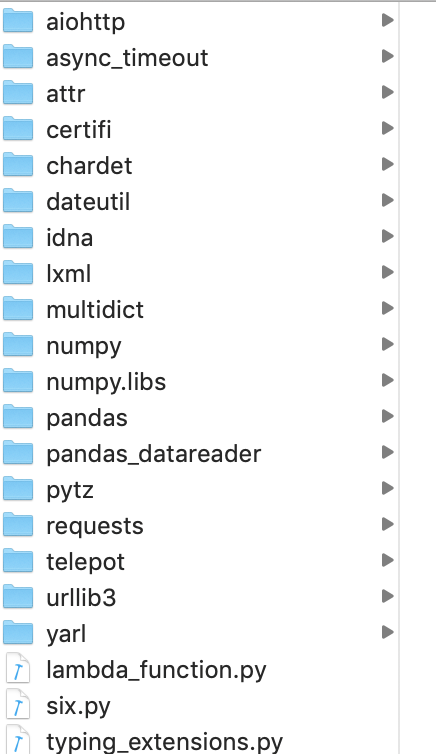 aiohttp
async_timeout
attr
certifi
chardet
dateutil
idna
lxml
multidict
numpy
numpy.libs
pandas
pandas_datareader
pytz
requests
telepot
urllib3
yarl
lambda_function.py
six.py
typing_extensions.py